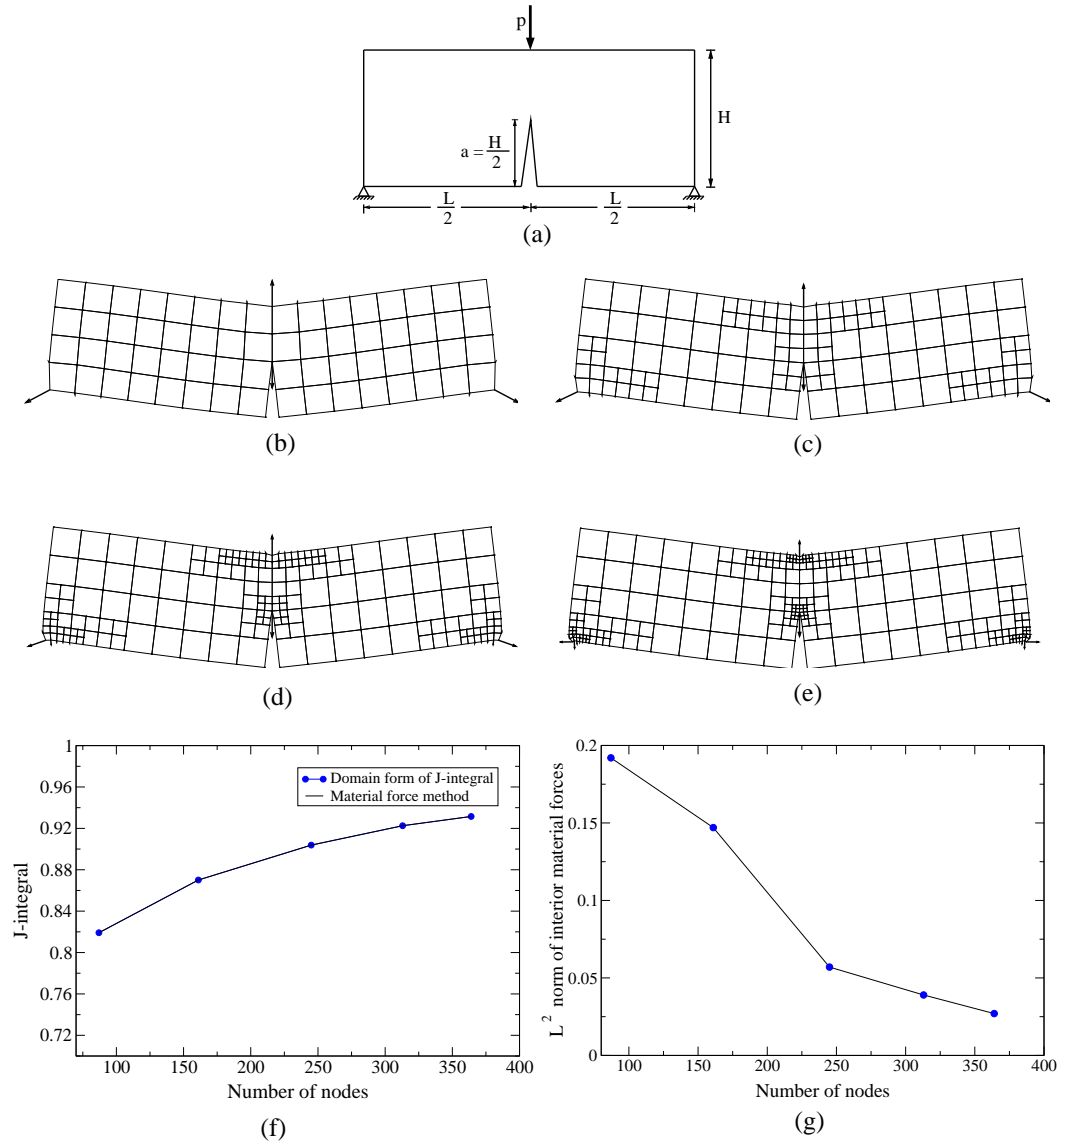 p
H
a = H/2
L/2
L/2
(a)
(b)
(c)
(d)
(e)
1
0.96
0.92
0.88
0.84
0.8
0.76
0.72
J-integral
Domain form of J-integral
Material force method
100 150 200 250 300 350 400
Number of nodes
(f)
0.2
0.15
0.1
0.05
0
L² norm of interior material forces
100 150 200 250 300 350 400
Number of nodes
(g)